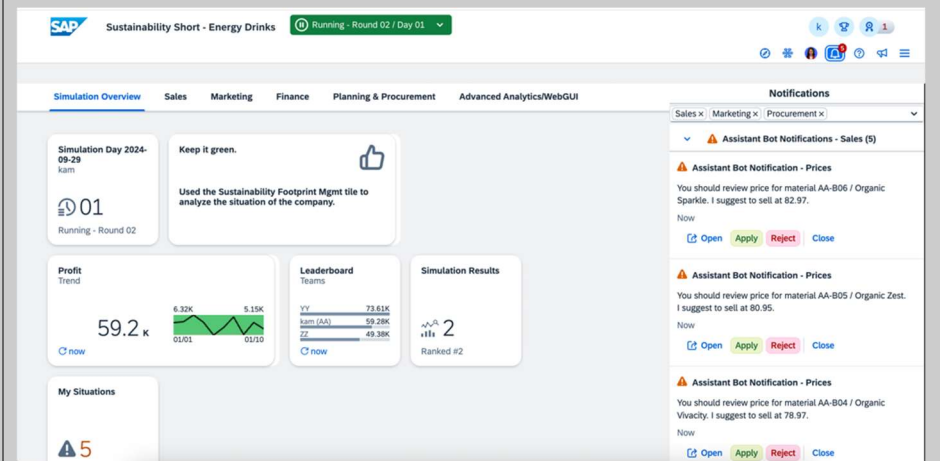 SAP
Sustainability Short - Energy Drinks
Running - Round 02 / Day 01
k
1
5
Simulation Overview
Sales
Marketing
Finance
Planning & Procurement
Advanced Analytics/WebGUI
Simulation Day 2024-
09-29
kam
01
Running - Round 02
Keep it green.
Used the Sustainability Footprint Mgmt tile to
analyze the situation of the company.
Profit
Trend
59.2 K
now
6.32K
5.15K
01/01
01/10
Leaderboard
Teams
YY 73.61K
kam (AA) 59.28K
ZZ 49.38K
now
Simulation Results
2
Ranked #2
My Situations
5
Notifications
Sales × Marketing × Procurement ×
Assistant Bot Notifications - Sales (5)
Assistant Bot Notification - Prices
You should review price for material AA-B06 / Organic
Sparkle. I suggest to sell at 82.97.
Now
Open Apply Reject Close
Assistant Bot Notification - Prices
You should review price for material AA-B05 / Organic Zest.
I suggest to sell at 80.95.
Now
Open Apply Reject Close
Assistant Bot Notification - Prices
You should review price for material AA-B04 / Organic
Vivacity. I suggest to sell at 78.97.
Now
Open Apply Reject Close